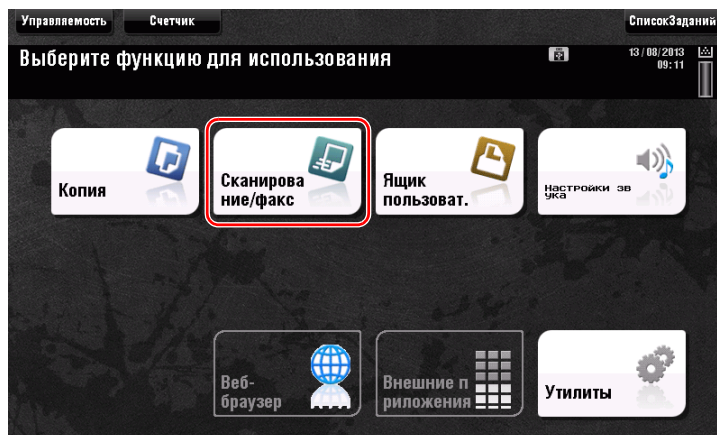 Управляемость Счетчик СписокЗаданий
Выберите функцию для использования
13/08/2013
09:11
Копия
Сканирова
ние/факс
Ящик
пользоват.
Настройки зв
ука
Веб-
браузер
Внешние п
риложения
Утилиты